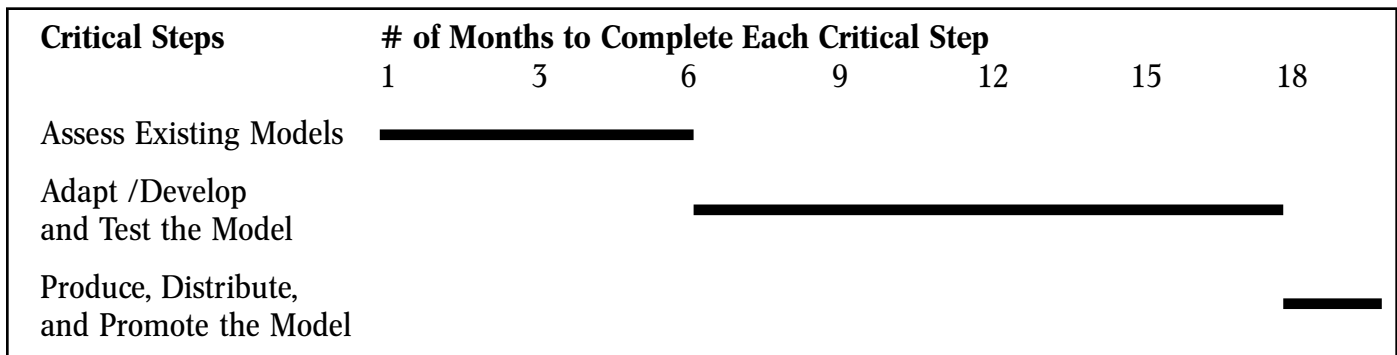 Critical Steps # of Months to Complete Each Critical Step
1 3 6 9 12 15 18
Assess Existing Models
Adapt /Develop
and Test the Model
Produce, Distribute,
and Promote the Model